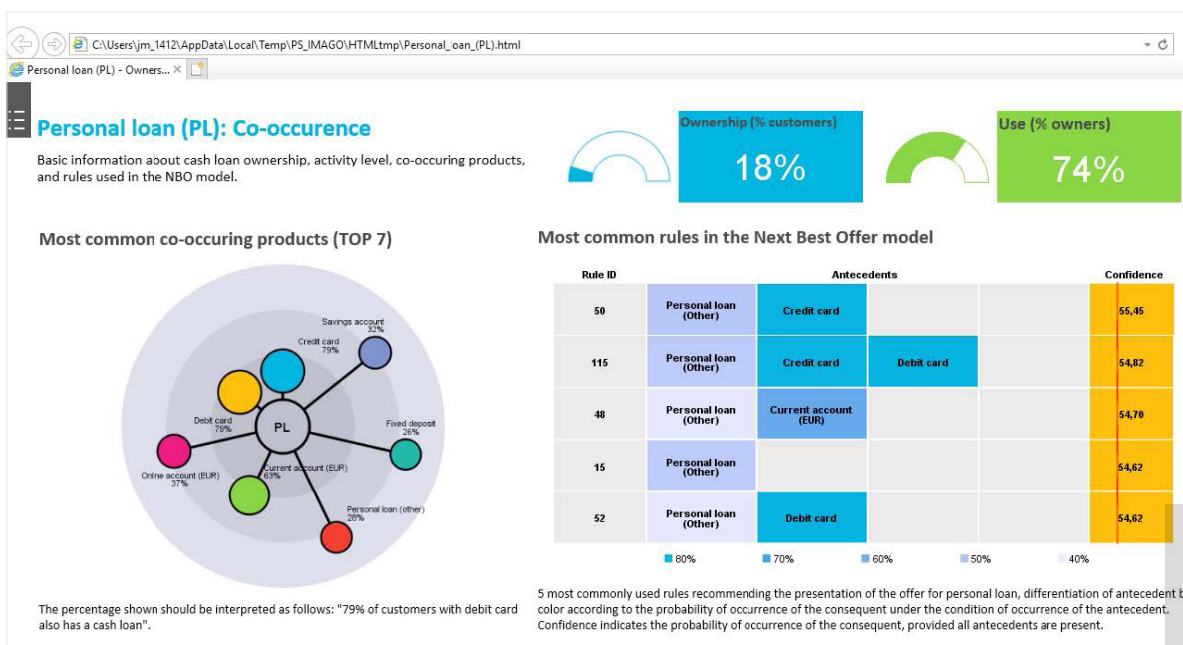 C:\Users\jm_1412\AppData\Local\Temp\PS_IMAGO\HTMLtmp\Personal_loan_(PL).html
Personal loan (PL) - Owners...
Personal loan (PL): Co-occurence
Basic information about cash loan ownership, activity level, co-occuring products,
and rules used in the NBO model.
Ownership (% customers)
18%
Use (% owners)
74%
Most common co-occuring products (TOP 7)
Savings account
32%
Credit card
79%
Debit card
79%
PL
Fixed deposit
26%
Online account (EUR)
37%
Current account (EUR)
63%
Personal loan (other)
28%
The percentage shown should be interpreted as follows: "79% of customers with debit card
also has a cash loan".
Most common rules in the Next Best Offer model
Rule ID Antecedents Confidence
50 Personal loan (Other) Credit card 55,45
115 Personal loan (Other) Credit card Debit card 54,82
48 Personal loan (Other) Current account (EUR) 54,70
15 Personal loan (Other) 54,62
52 Personal loan (Other) Debit card 54,62
80% 70% 60% 50% 40%
5 most commonly used rules recommending the presentation of the offer for personal loan, differentiation of antecedent
color according to the probability of occurrence of the consequent under the condition of occurrence of the antecedent.
Confidence indicates the probability of occurrence of the consequent, provided all antecedents are present.